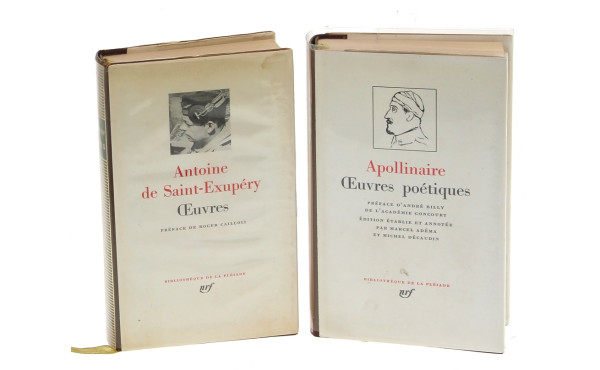 Antoine
de Saint-Exupéry
Œuvres
PRÉFACE DE ROGER CAILLOIS
BIBLIOTHÈQUE DE LA PLÉIADE
nrf
Apollinaire
Œuvres poétiques
PRÉFACE D'ANDRÉ BILLY
DE L'ACADÉMIE GONCOURT
ÉDITION ÉTABLIE ET ANNOTÉE
PAR MARCEL ADÉMA
ET MICHEL DÉCAUDIN
BIBLIOTHÈQUE DE LA PLÉIADE
nrf